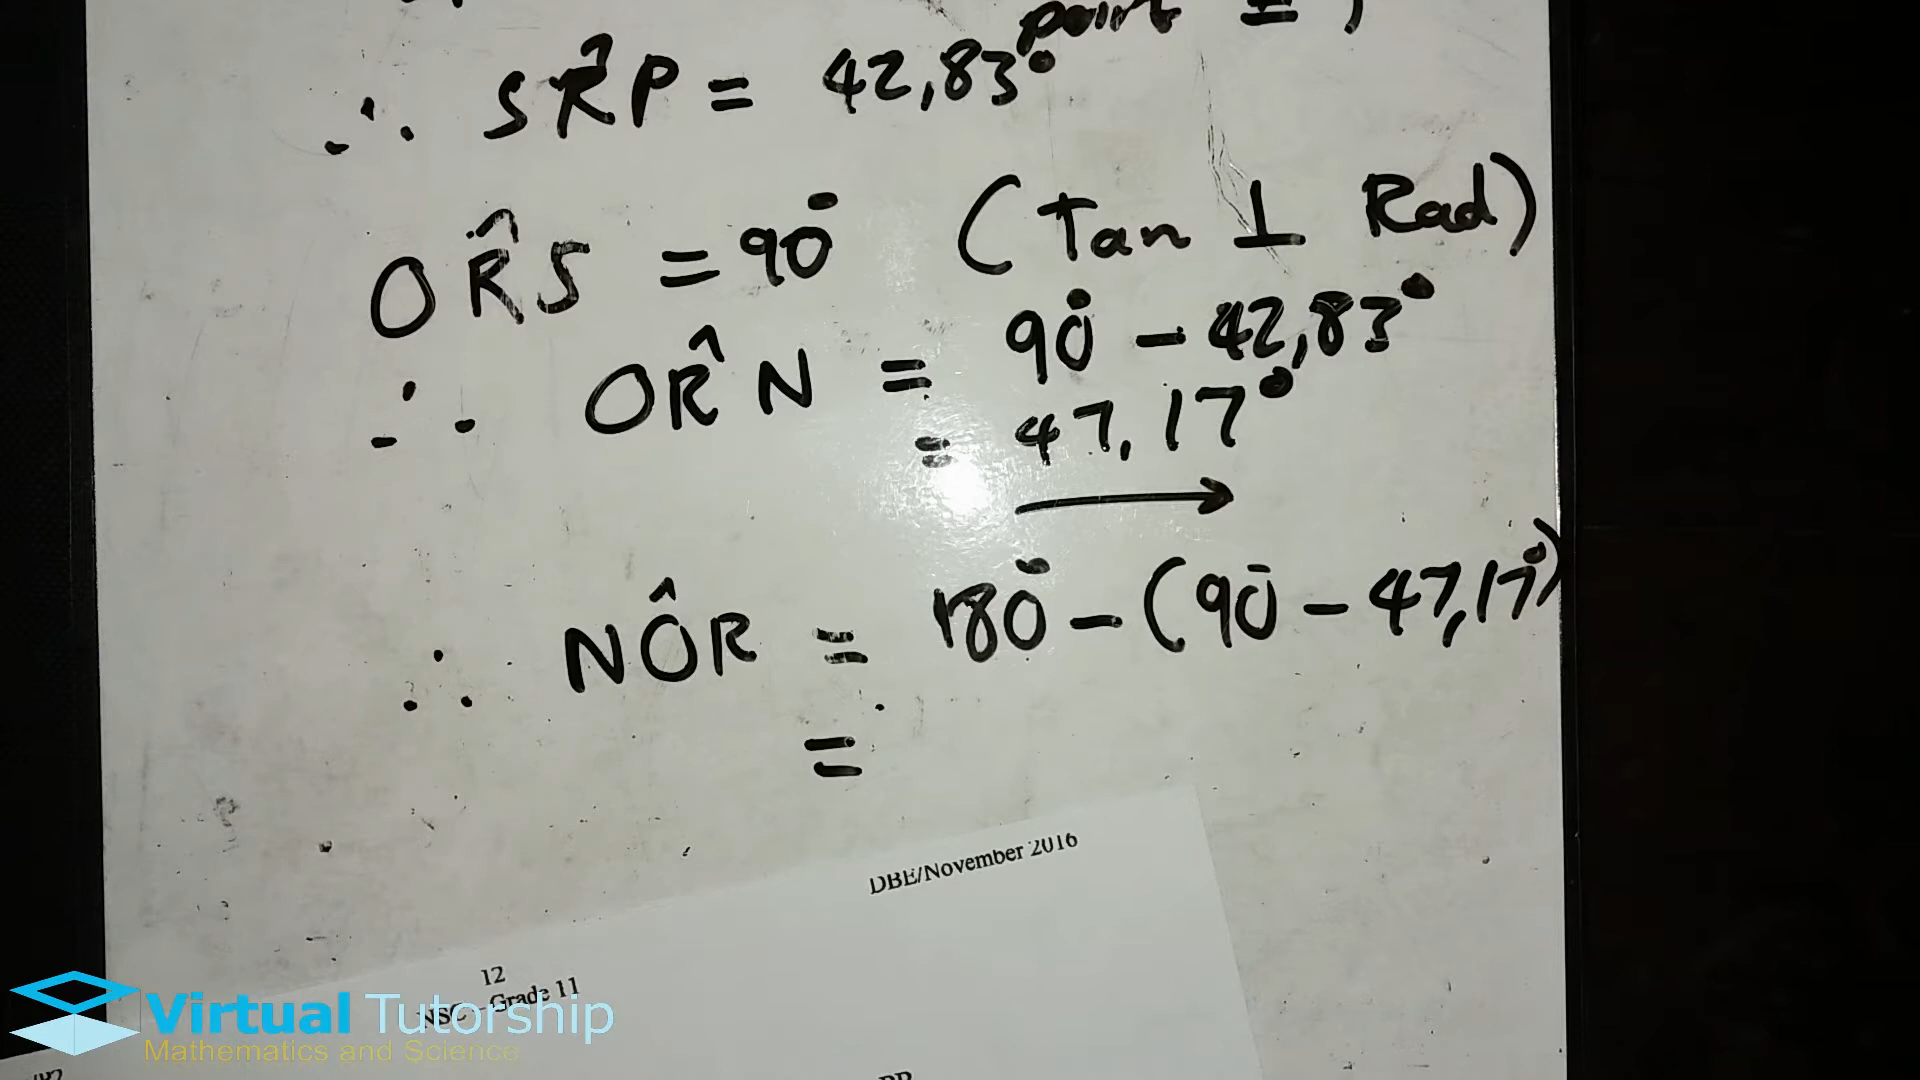 point = 1
∴ SR̂P = 42,83°
OR̂S = 90° (Tan ⊥ Rad)
∴ OR̂N = 90° - 42,83°
= 47,17°
∴ NÔR = 180° - (90° - 47,17°)
=
DBE/November 2016
12
NSC – Grade 11
Virtual Tutorship
Mathematics and Science